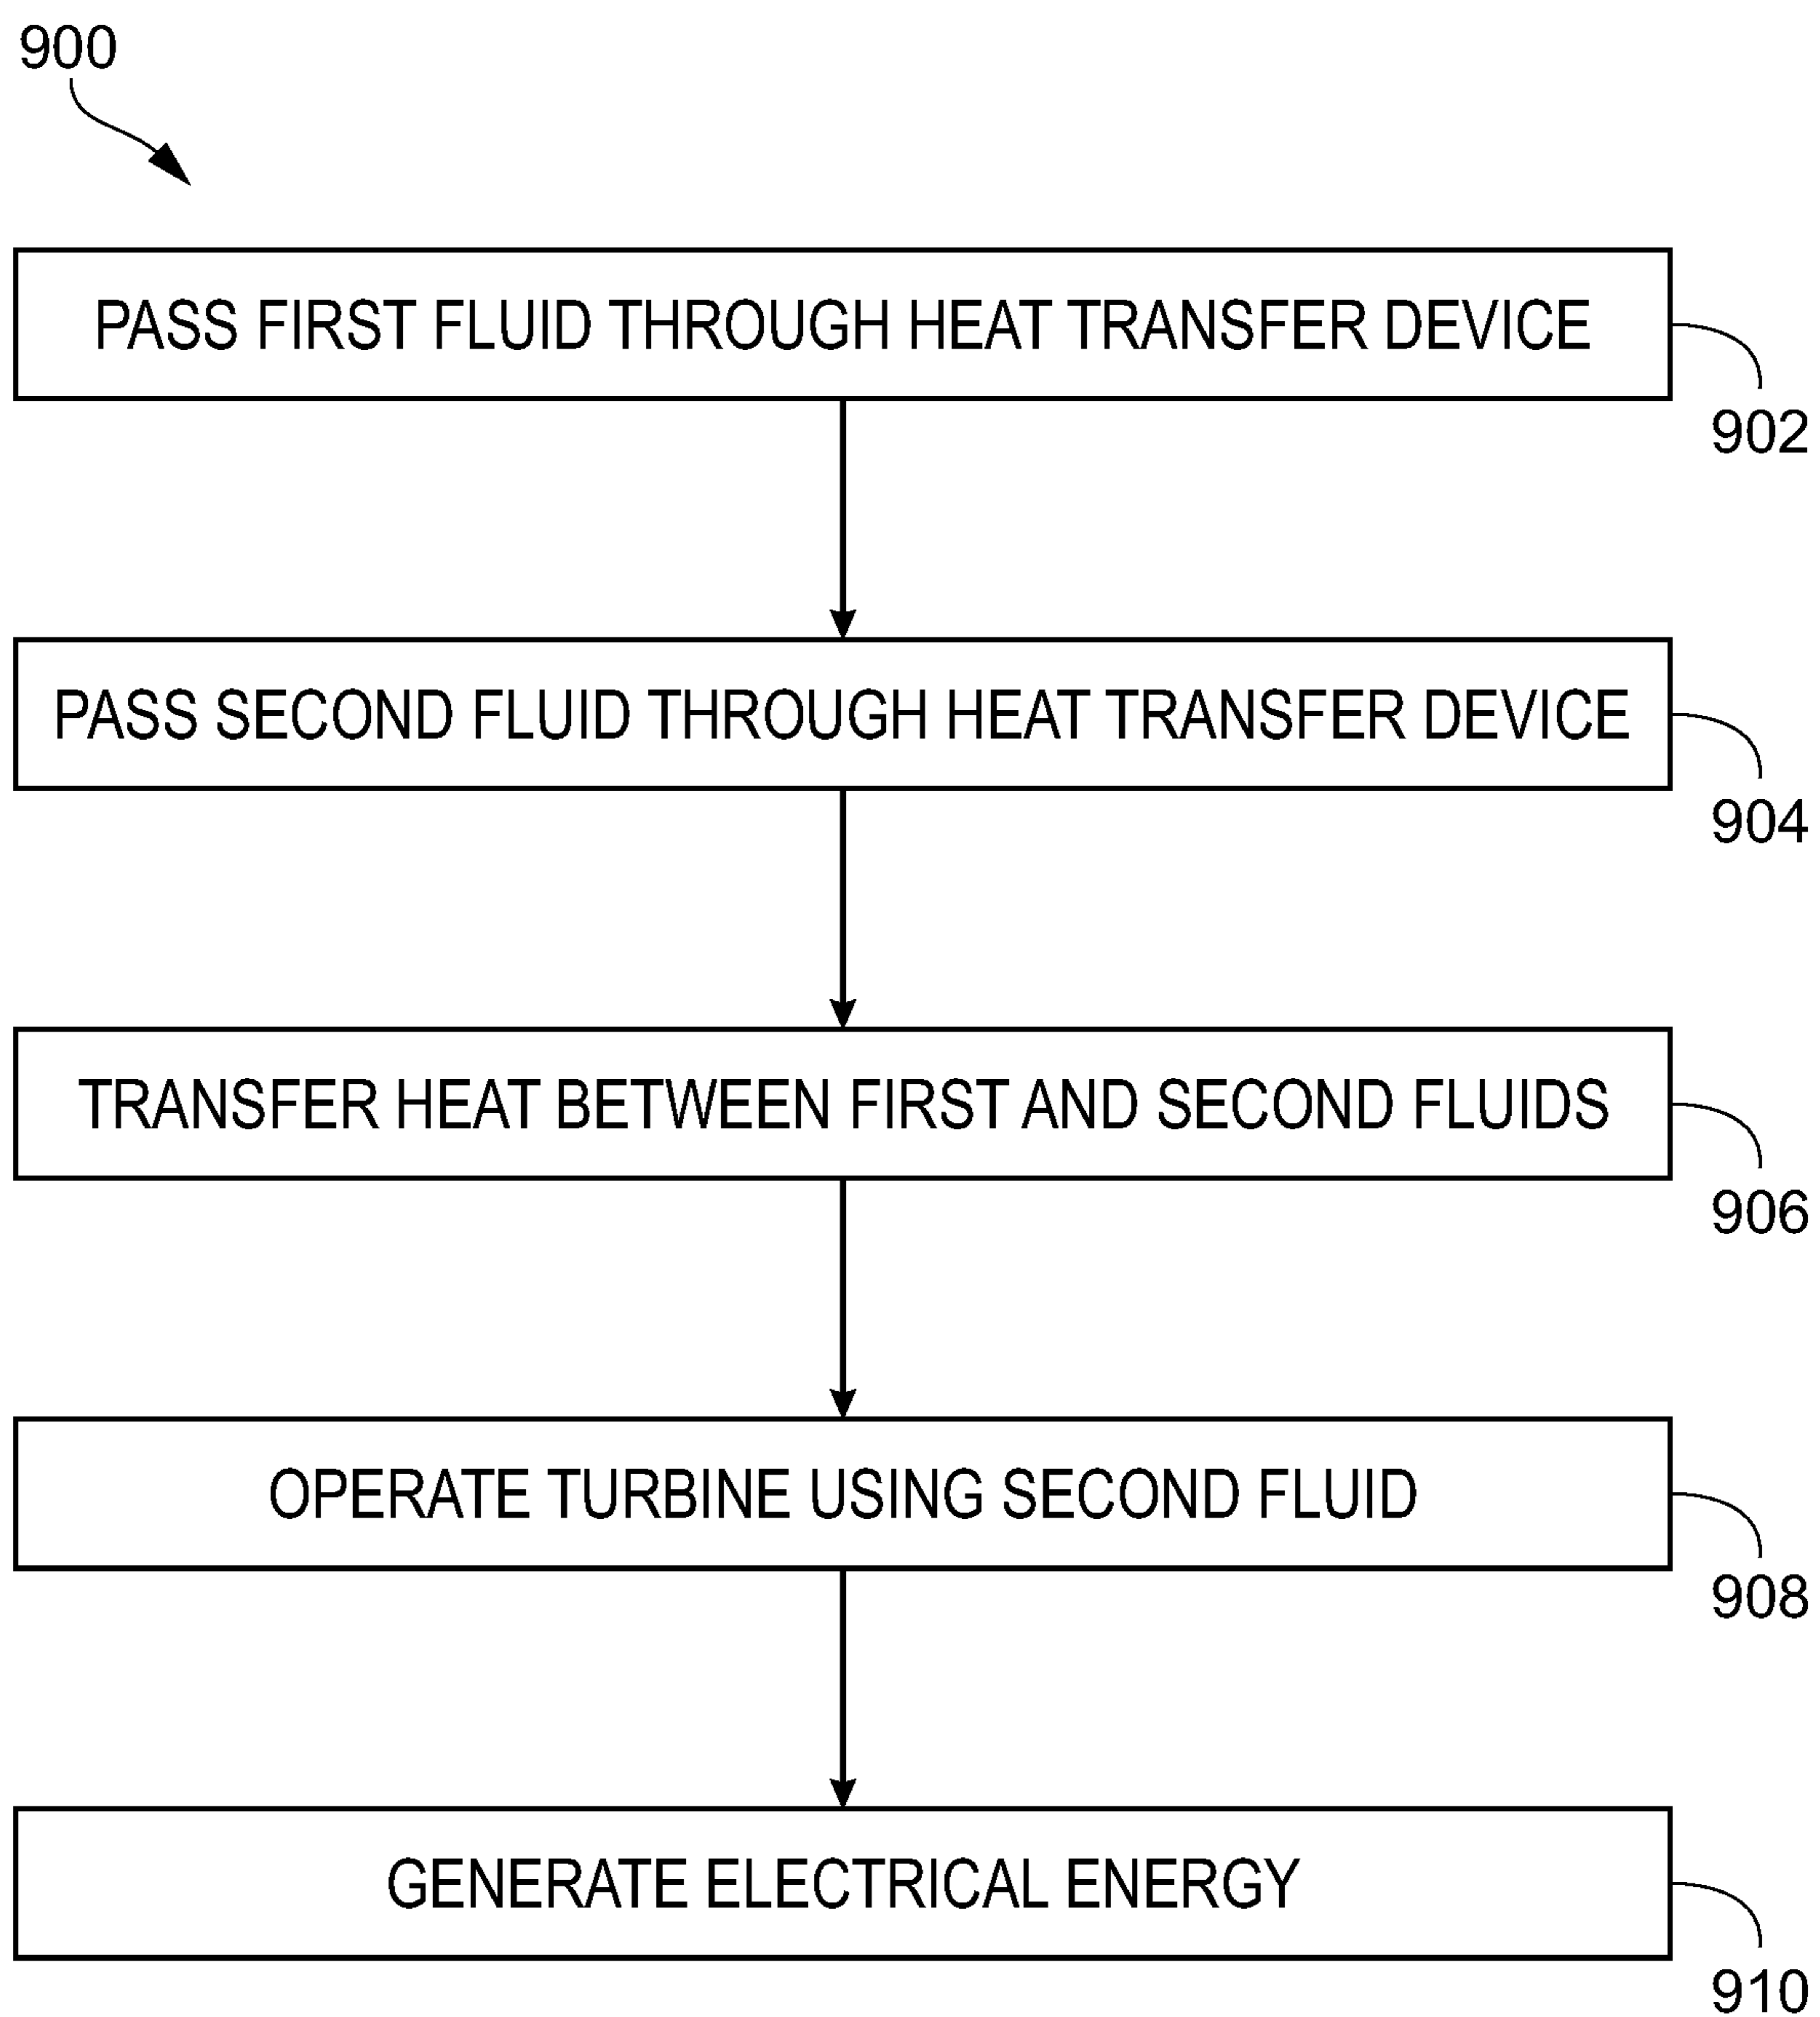 900
PASS FIRST FLUID THROUGH HEAT TRANSFER DEVICE
902
PASS SECOND FLUID THROUGH HEAT TRANSFER DEVICE
904
TRANSFER HEAT BETWEEN FIRST AND SECOND FLUIDS
906
OPERATE TURBINE USING SECOND FLUID
908
GENERATE ELECTRICAL ENERGY
910